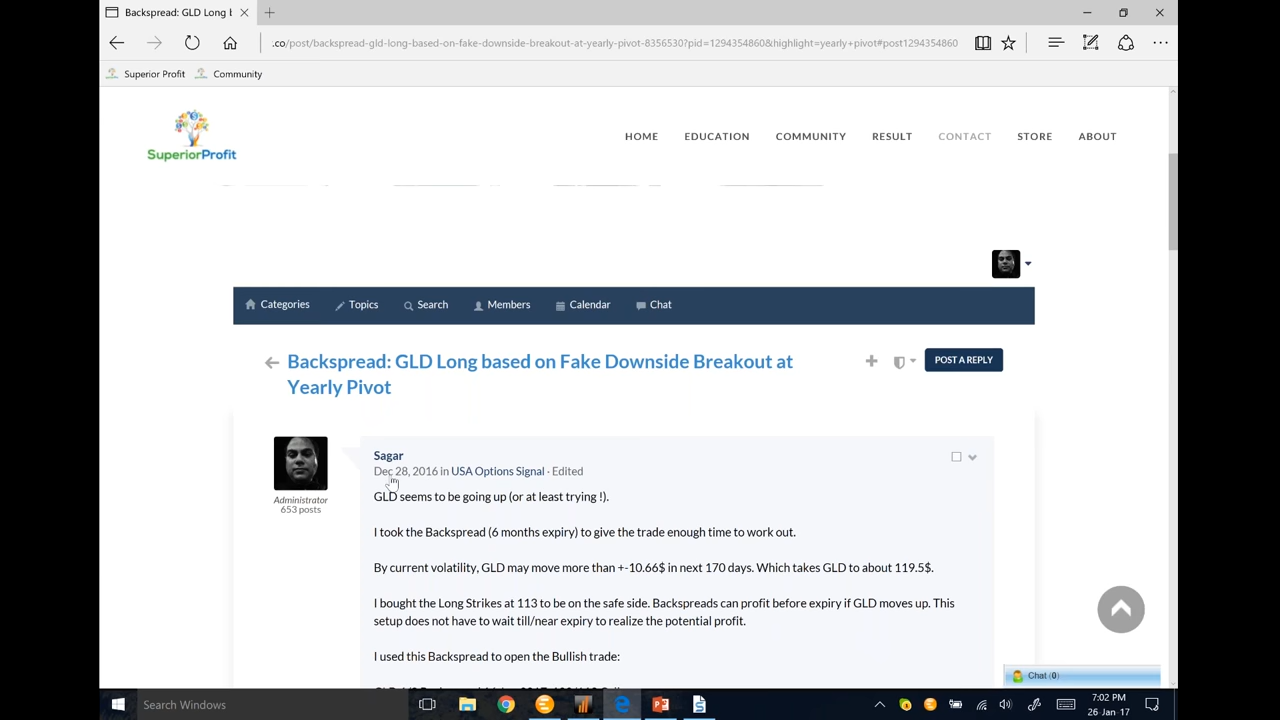 Backspread: GLD Long b
.co/post/backspread-gld-long-based-on-fake-downside-breakout-at-yearly-pivot-8356530?pid=1294354860&highlight=yearly+pivot#post1294354860
Superior Profit Community
SuperiorProfit
HOME EDUCATION COMMUNITY RESULT CONTACT STORE ABOUT
Categories Topics Search Members Calendar Chat
Backspread: GLD Long based on Fake Downside Breakout at
Yearly Pivot
POST A REPLY
Sagar
Dec 28, 2016 in USA Options Signal · Edited
Administrator
653 posts
GLD seems to be going up (or at least trying !).
I took the Backspread (6 months expiry) to give the trade enough time to work out.
By current volatility, GLD may move more than +-10.66$ in next 170 days. Which takes GLD to about 119.5$.
I bought the Long Strikes at 113 to be on the safe side. Backspreads can profit before expiry if GLD moves up. This
setup does not have to wait till/near expiry to realize the potential profit.
I used this Backspread to open the Bullish trade:
Chat (0)
Search Windows
7:02 PM
26-Jan-17